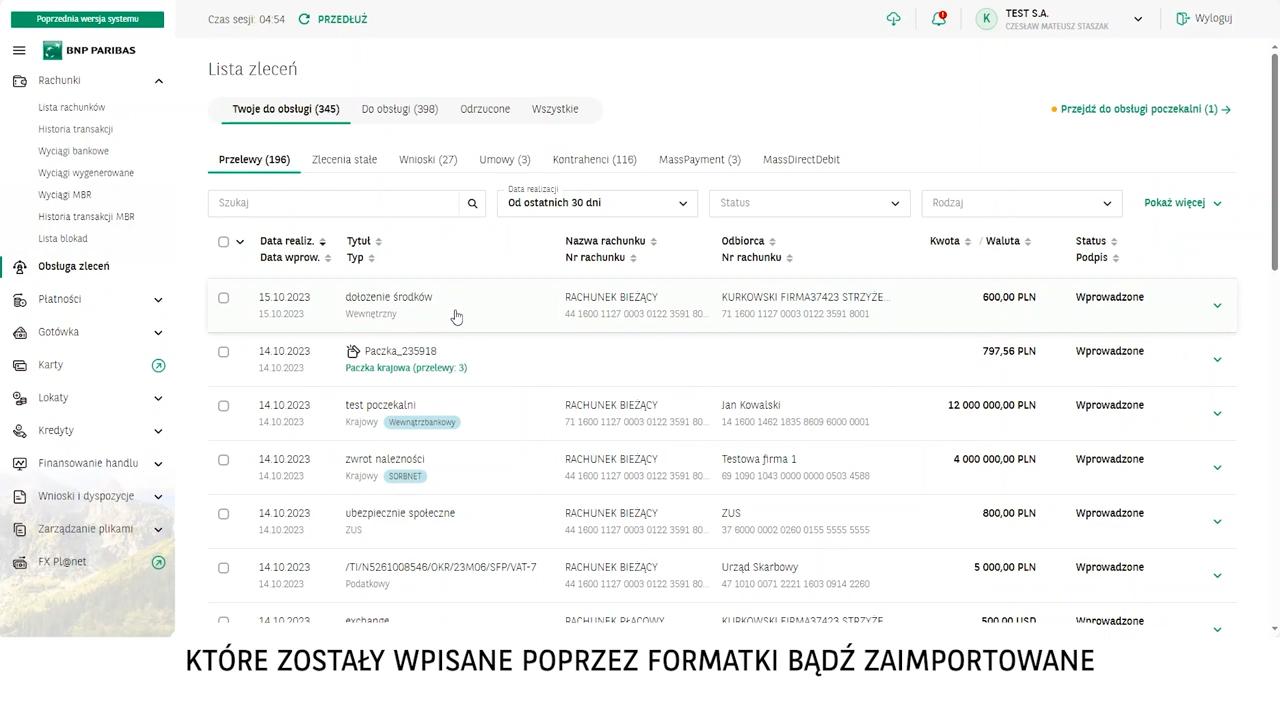 Poprzednia wersja systemu
Czas sesji: 04:54 PRZEDŁUŻ
K TEST S.A.
CZESŁAW MATEUSZ STASZAK
Wyloguj
BNP PARIBAS
Rachunki
Lista rachunków
Historia transakcji
Wyciągi bankowe
Wyciągi wygenerowane
Wyciągi MBR
Historia transakcji MBR
Lista blokad
Obsługa zleceń
Płatności
Gotówka
Karty
Lokaty
Kredyty
Finansowanie handlu
Wnioski i dyspozycje
Zarządzanie plikami
FX Pl@net
Lista zleceń
Twoje do obsługi (345) Do obsługi (398) Odrzucone Wszystkie
Przejdź do obsługi poczekalni (1)
Przelewy (196) Zlecenia stałe Wnioski (27) Umowy (3) Kontrahenci (116) MassPayment (3) MassDirectDebit
Data realizacji
Szukaj Od ostatnich 30 dni Status Rodzaj Pokaż więcej
Data realiz. Tytuł Nazwa rachunku Odbiorca Kwota / Waluta Status
Data wprow. Typ Nr rachunku Nr rachunku Podpis
15.10.2023 dołożenie środków RACHUNEK BIEŻĄCY KURKOWSKI FIRMA37423 STRZYŻE... 600,00 PLN Wprowadzone
15.10.2023 Wewnętrzny 44 1600 1127 0003 0122 3591 80... 71 1600 1127 0003 0122 3591 8001
14.10.2023 Paczka_235918 797,56 PLN Wprowadzone
14.10.2023 Paczka krajowa (przelewy: 3)
14.10.2023 test poczekalni RACHUNEK BIEŻĄCY Jan Kowalski 12 000 000,00 PLN Wprowadzone
14.10.2023 Krajowy Wewnątrzbankowy 71 1600 1127 0003 0122 3591 80... 14 1600 1462 1835 8609 6000 0001
14.10.2023 zwrot należności RACHUNEK BIEŻĄCY Testowa firma 1 4 000 000,00 PLN Wprowadzone
14.10.2023 Krajowy SORBNET 44 1600 1127 0003 0122 3591 80... 69 1090 1043 0000 0000 0503 4588
14.10.2023 ubezpiecznie społeczne RACHUNEK BIEŻĄCY ZUS 800,00 PLN Wprowadzone
14.10.2023 ZUS 44 1600 1127 0003 0122 3591 80... 37 6000 0002 0260 0155 5555 5555
14.10.2023 /TI/N5261008546/OKR/23M06/SFP/VAT-7 RACHUNEK BIEŻĄCY Urząd Skarbowy 5 000,00 PLN Wprowadzone
14.10.2023 Podatkowy 44 1600 1127 0003 0122 3591 80... 47 1010 0071 2221 1603 0914 2260
14.10.2023 exchange RACHUNEK PŁACOWY KURKOWSKI FIRMA37423 STRZYŻE... 500,00 USD Wprowadzone
KTÓRE ZOSTAŁY WPISANE POPRZEZ FORMATKI BĄDŹ ZAIMPORTOWANE